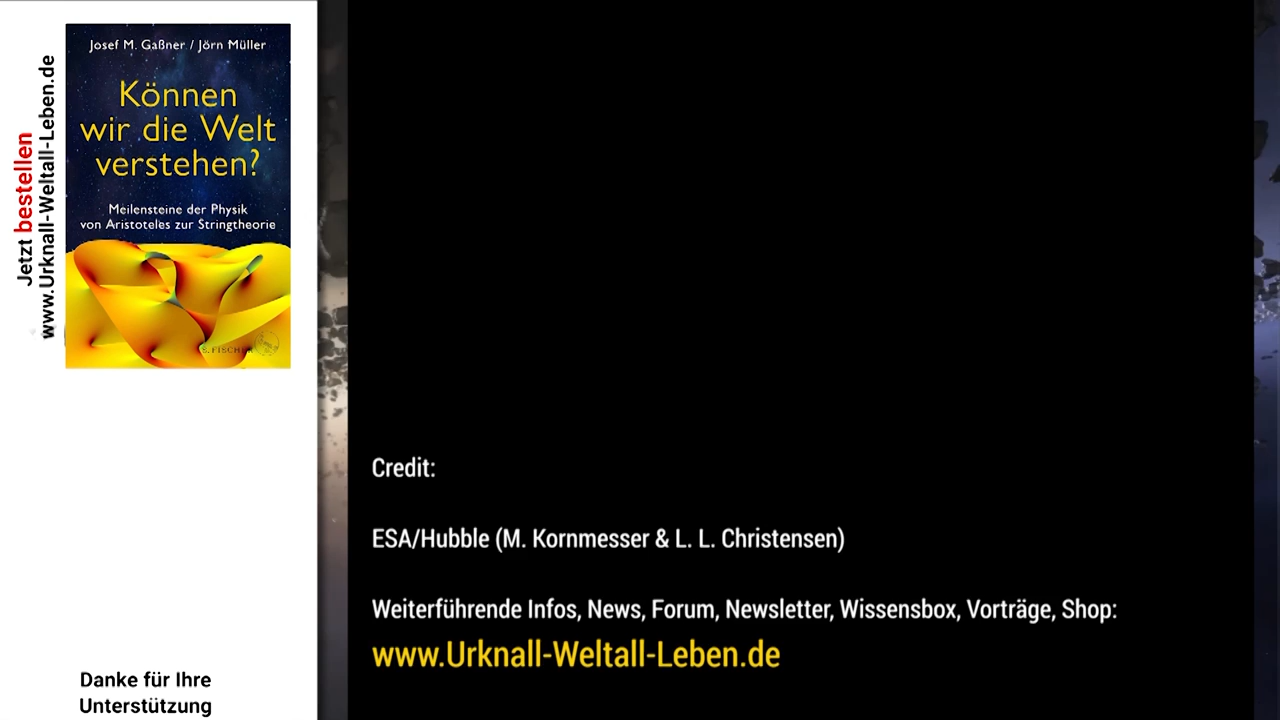 Jetzt bestellen
www.Urknall-Weltall-Leben.de
Josef M. Gaßner / Jörn Müller
Können
wir die Welt
verstehen?
Meilensteine der Physik
von Aristoteles zur Stringtheorie
S. FISCHER
Danke für Ihre
Unterstützung
Credit:
ESA/Hubble (M. Kornmesser & L. L. Christensen)
Weiterführende Infos, News, Forum, Newsletter, Wissensbox, Vorträge, Shop:
www.Urknall-Weltall-Leben.de